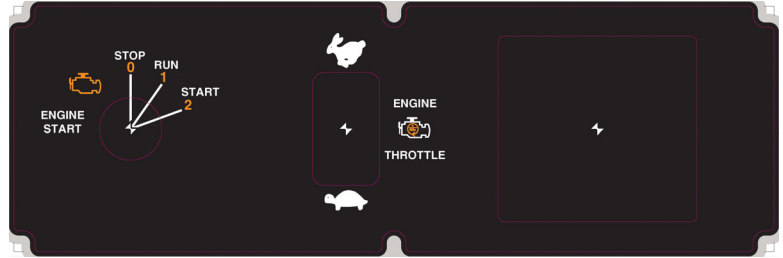 STOP
0
RUN
1
START
2
ENGINE
START
ENGINE
THROTTLE